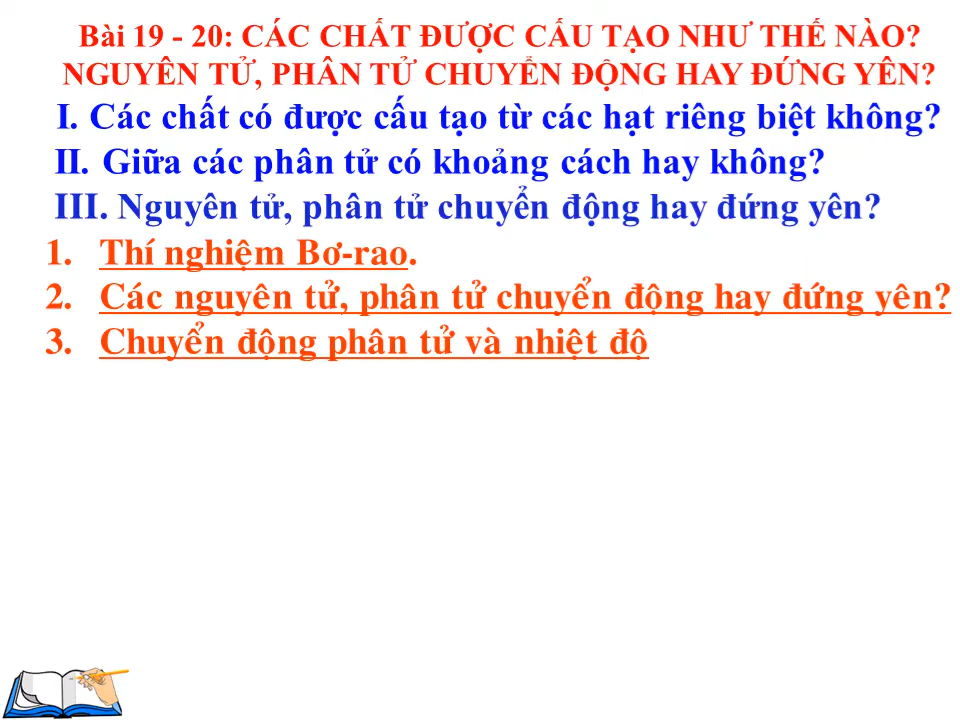 Bài 19 - 20: CÁC CHẤT ĐƯỢC CẤU TẠO NHƯ THẾ NÀO?
NGUYÊN TỬ, PHÂN TỬ CHUYỂN ĐỘNG HAY ĐỨNG YÊN?
I. Các chất có được cấu tạo từ các hạt riêng biệt không?
II. Giữa các phân tử có khoảng cách hay không?
III. Nguyên tử, phân tử chuyển động hay đứng yên?
1. Thí nghiệm Bơ-rao.
2. Các nguyên tử, phân tử chuyển động hay đứng yên?
3. Chuyển động phân tử và nhiệt độ